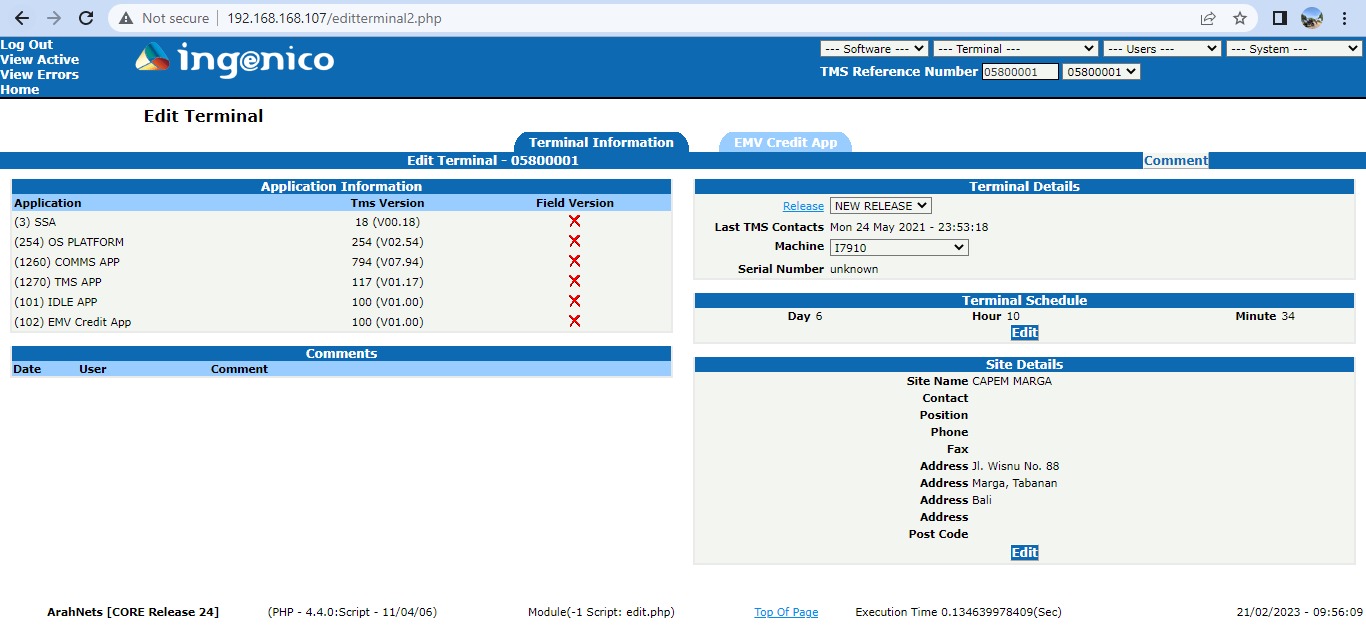 Not secure 192.168.168.107/editterminal2.php
Log Out
View Active
View Errors
Home
ingenico
--- Software --- --- Terminal --- --- Users --- --- System ---
TMS Reference Number 05800001 05800001
Edit Terminal
Terminal Information EMV Credit App
Edit Terminal - 05800001 Comment
Application Information
Application Tms Version Field Version
(3) SSA 18 (V00.18)
(254) OS PLATFORM 254 (V02.54)
(1260) COMMS APP 794 (V07.94)
(1270) TMS APP 117 (V01.17)
(101) IDLE APP 100 (V01.00)
(102) EMV Credit App 100 (V01.00)
Comments
Date User Comment
Terminal Details
Release NEW RELEASE
Last TMS Contacts Mon 24 May 2021 - 23:53:18
Machine I7910
Serial Number unknown
Terminal Schedule
Day 6 Hour 10 Minute 34
Edit
Site Details
Site Name CAPEM MARGA
Contact
Position
Phone
Fax
Address Jl. Wisnu No. 88
Address Marga, Tabanan
Address Bali
Address
Post Code
Edit
ArahNets [CORE Release 24] (PHP - 4.4.0:Script - 11/04/06) Module(-1 Script: edit.php) Top Of Page Execution Time 0.134639978409(Sec) 21/02/2023 - 09:56:09